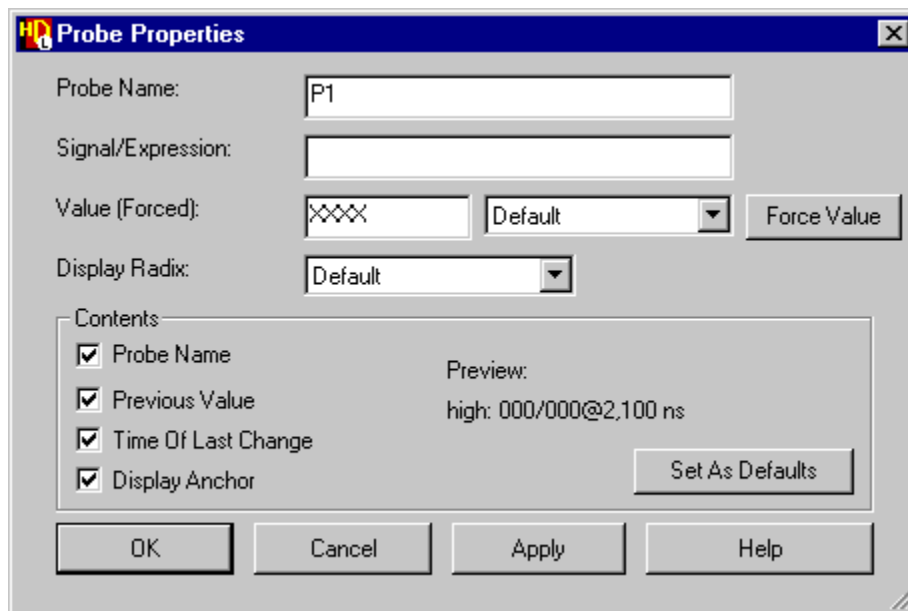 HDL Probe Properties
Probe Name: P1
Signal/Expression:
Value (Forced): XXXX Default Force Value
Display Radix: Default
Contents
Probe Name
Previous Value
Time Of Last Change
Display Anchor
Preview:
high: 000/000@2,100 ns
Set As Defaults
OK Cancel Apply Help